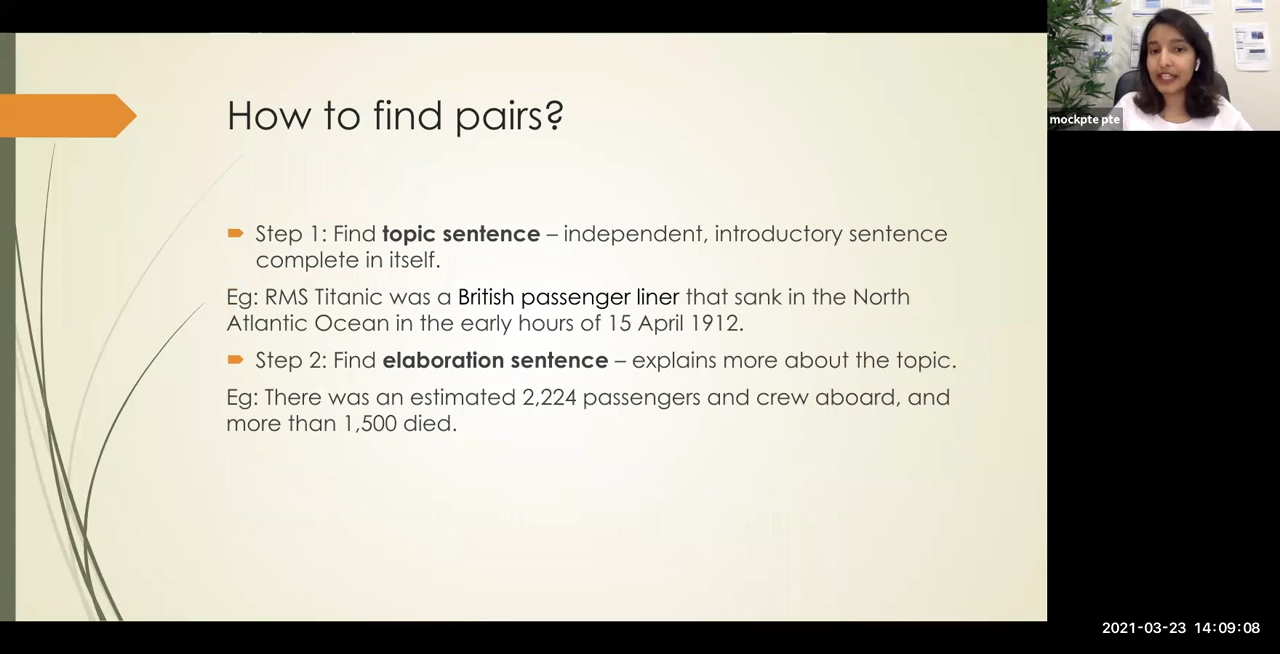 How to find pairs?
Step 1: Find topic sentence – independent, introductory sentence
complete in itself.
Eg: RMS Titanic was a British passenger liner that sank in the North
Atlantic Ocean in the early hours of 15 April 1912.
Step 2: Find elaboration sentence – explains more about the topic.
Eg: There was an estimated 2,224 passengers and crew aboard, and
more than 1,500 died.
mockpte pte
2021-03-23 14:09:08